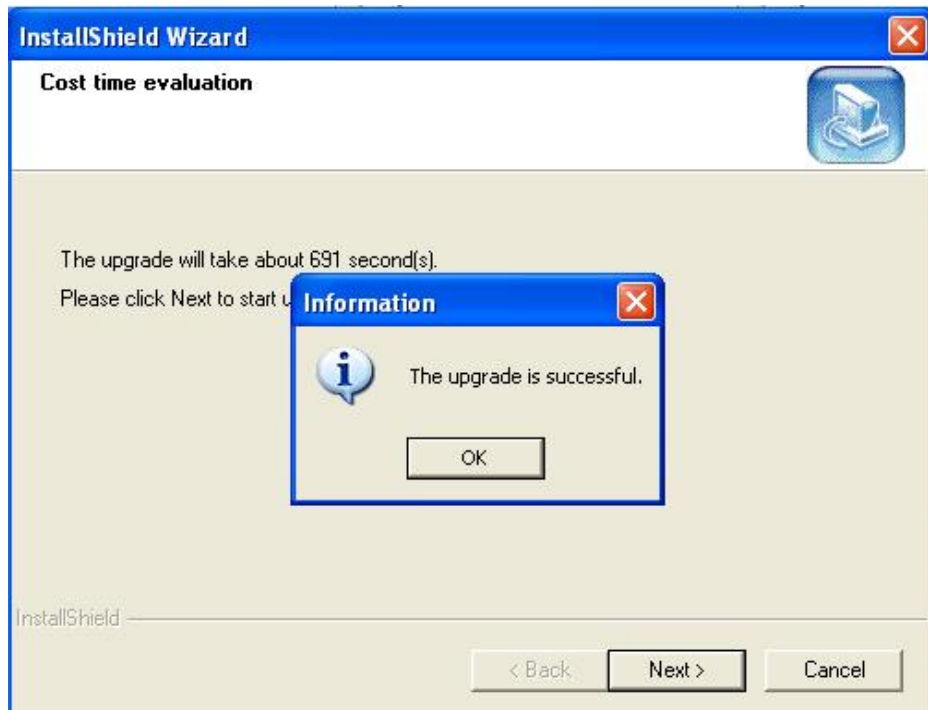 InstallShield Wizard
Cost time evaluation
The upgrade will take about 691 second(s).
Please click Next to start u
Information
The upgrade is successful.
OK
InstallShield
< Back
Next >
Cancel